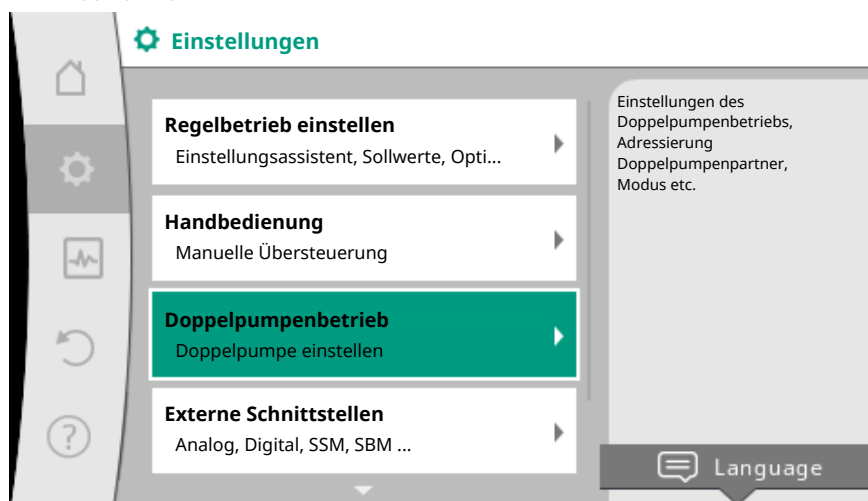 Einstellungen
Regelbetrieb einstellen
Einstellungsassistent, Sollwerte, Opti...
Handbedienung
Manuelle Übersteuerung
Doppelpumpenbetrieb
Doppelpumpe einstellen
Externe Schnittstellen
Analog, Digital, SSM, SBM ...
Einstellungen des
Doppelpumpenbetriebs,
Adressierung
Doppelpumpenpartner,
Modus etc.
Language